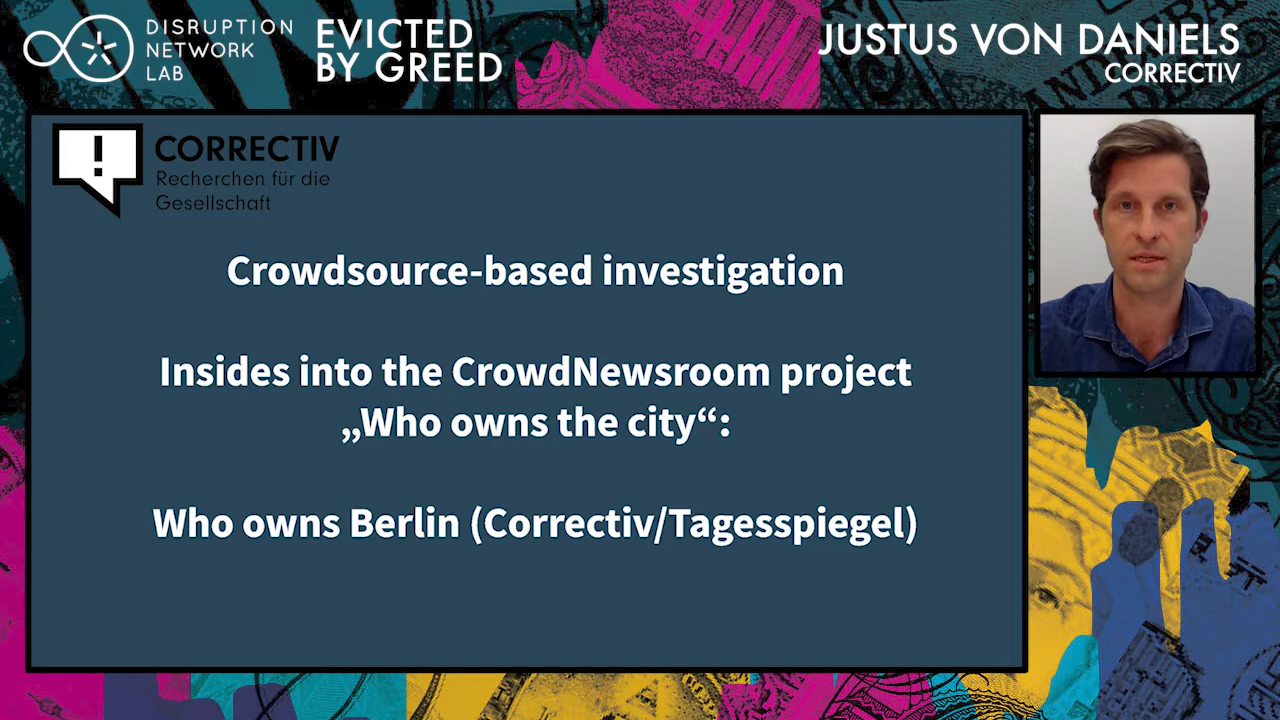 DISRUPTION
NETWORK
LAB
EVICTED
BY GREED
JUSTUS VON DANIELS
CORRECTIV
!
CORRECTIV
Recherchen für die
Gesellschaft
Crowdsource-based investigation
Insides into the CrowdNewsroom project
„Who owns the city“:
Who owns Berlin (Correctiv/Tagesspiegel)